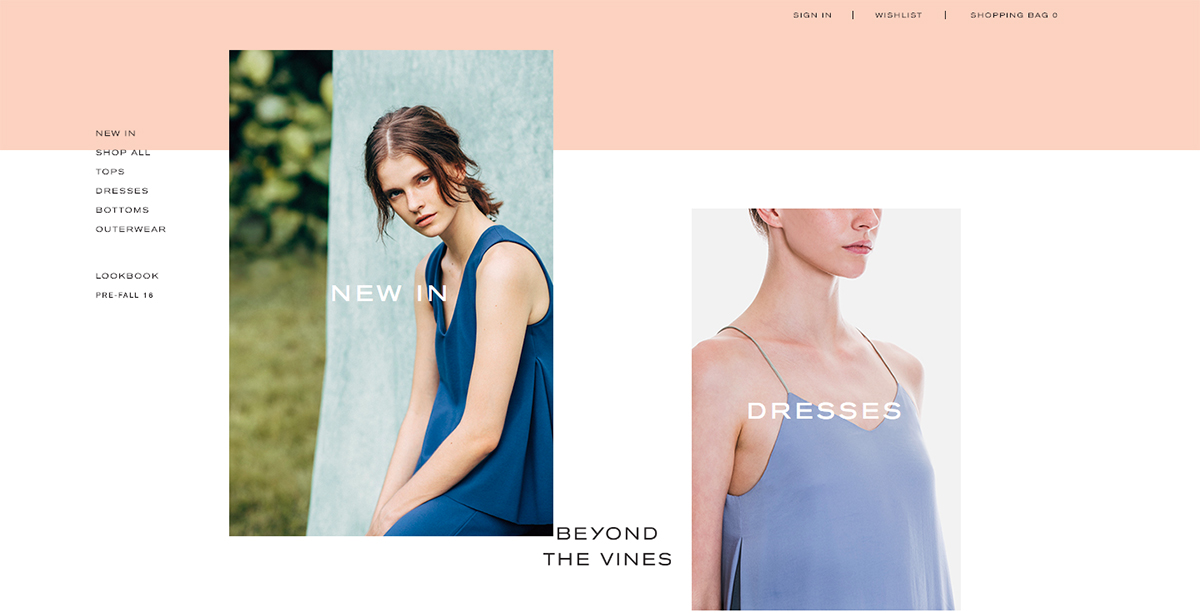 SIGN IN | WISHLIST | SHOPPING BAG 0
NEW IN
SHOP ALL
TOPS
DRESSES
BOTTOMS
OUTERWEAR
LOOKBOOK
PRE-FALL 16
NEW IN
DRESSES
BEYOND
THE VINES